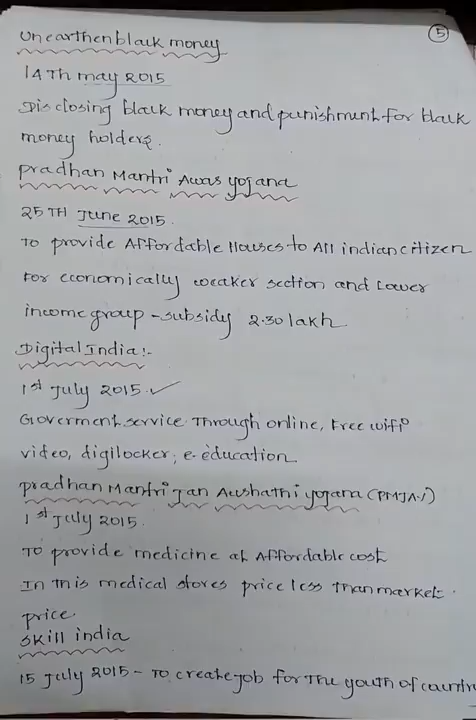 5
Unearthen black money
14Th may 2015
Disclosing black money and punishment for black
money holders.
Pradhan Mantri Awas yojana
25TH June 2015.
To provide Affordable Houses to All indian citizen
For economically weaker section and Lower
income group - subsidy 2.30 lakh
Digital India :-
1st July 2015.
Goverment service Through online, Free wiff
video, digilocker, e-education
pradhan Mantri Jan Aushathi yojana (PMJAY)
1st July 2015.
To provide medicine at Affordable cost
In this medical stores price less than market
price.
Skill india
15 July 2015 - To create job for The youth of countr